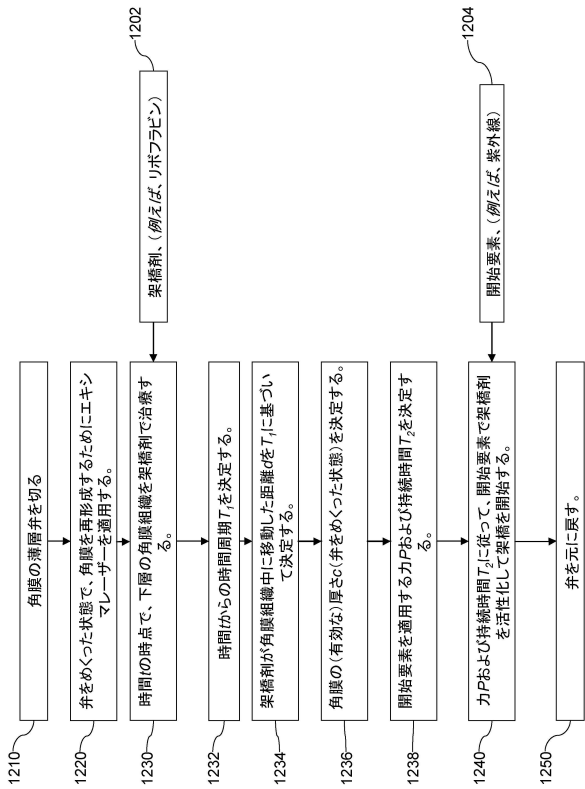 1210
角膜の薄層弁を切る
1220
弁をめくった状態で、角膜を再形成するためにエキシ
マレーザーを適用する。
1230
時間tの時点で、下層の角膜組織を架橋剤で治療す
る。
架橋剤、(例えば、リボフラビン)
1202
1232
時間tからの時間周期T1を決定する。
1234
架橋剤が角膜組織中に移動した距離dをT1に基づい
て決定する。
1236
角膜の(有効な)厚さc(弁をめくった状態)を決定する。
1238
開始要素を適用する力Pおよび持続時間T2を決定す
る。
1240
力Pおよび持続時間T2に従って、開始要素で架橋剤
を活性化して架橋を開始する。
開始要素、(例えば、紫外線)
1204
1250
弁を元に戻す。